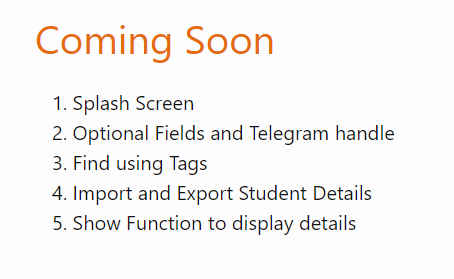 Coming Soon
1. Splash Screen
2. Optional Fields and Telegram handle
3. Find using Tags
4. Import and Export Student Details
5. Show Function to display details